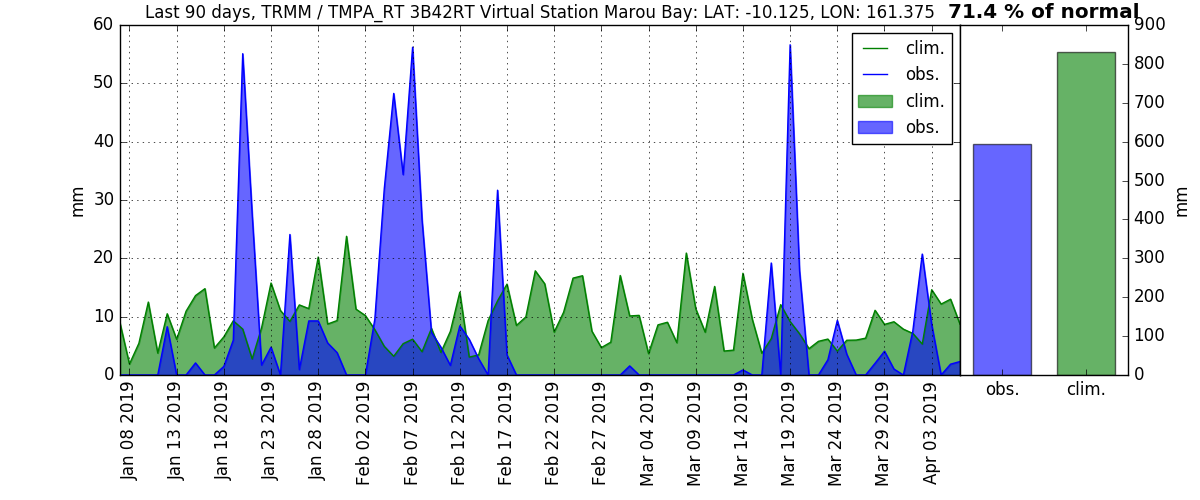 Last 90 days, TRMM / TMPA_RT 3B42RT Virtual Station Marou Bay: LAT: -10.125, LON: 161.375 71.4 % of normal
60
50
40
30
20
10
0
mm
clim.
obs.
clim.
obs.
Jan 08 2019
Jan 13 2019
Jan 18 2019
Jan 23 2019
Jan 28 2019
Feb 02 2019
Feb 07 2019
Feb 12 2019
Feb 17 2019
Feb 22 2019
Feb 27 2019
Mar 04 2019
Mar 09 2019
Mar 14 2019
Mar 19 2019
Mar 24 2019
Mar 29 2019
Apr 03 2019
900
800
700
600
500
400
300
200
100
0
mm
obs.
clim.